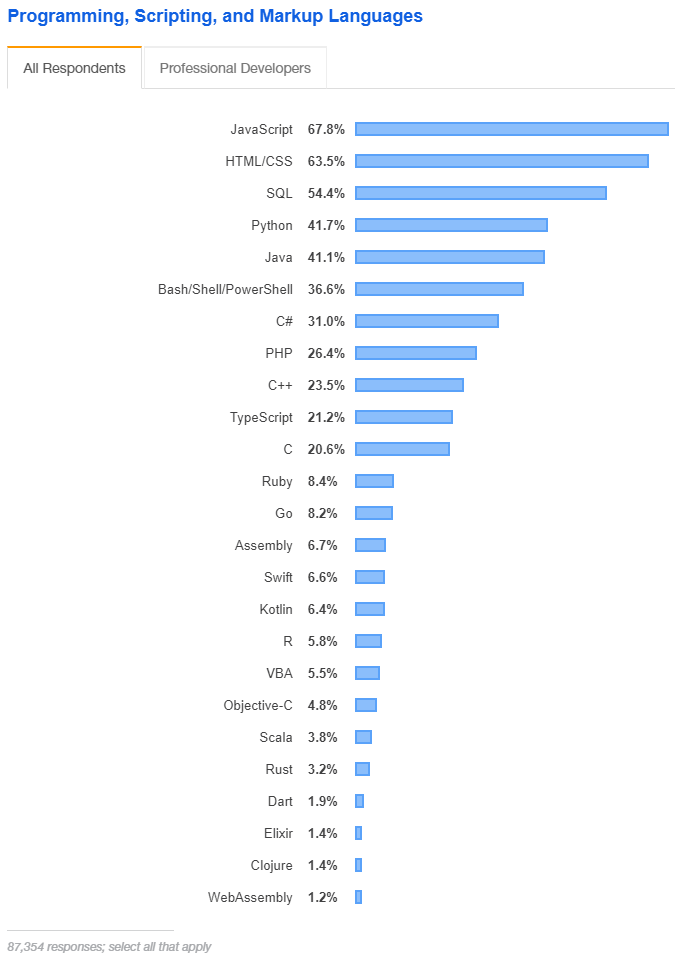 Programming, Scripting, and Markup Languages
All Respondents Professional Developers
JavaScript 67.8%
HTML/CSS 63.5%
SQL 54.4%
Python 41.7%
Java 41.1%
Bash/Shell/PowerShell 36.6%
C# 31.0%
PHP 26.4%
C++ 23.5%
TypeScript 21.2%
C 20.6%
Ruby 8.4%
Go 8.2%
Assembly 6.7%
Swift 6.6%
Kotlin 6.4%
R 5.8%
VBA 5.5%
Objective-C 4.8%
Scala 3.8%
Rust 3.2%
Dart 1.9%
Elixir 1.4%
Clojure 1.4%
WebAssembly 1.2%
87,354 responses; select all that apply